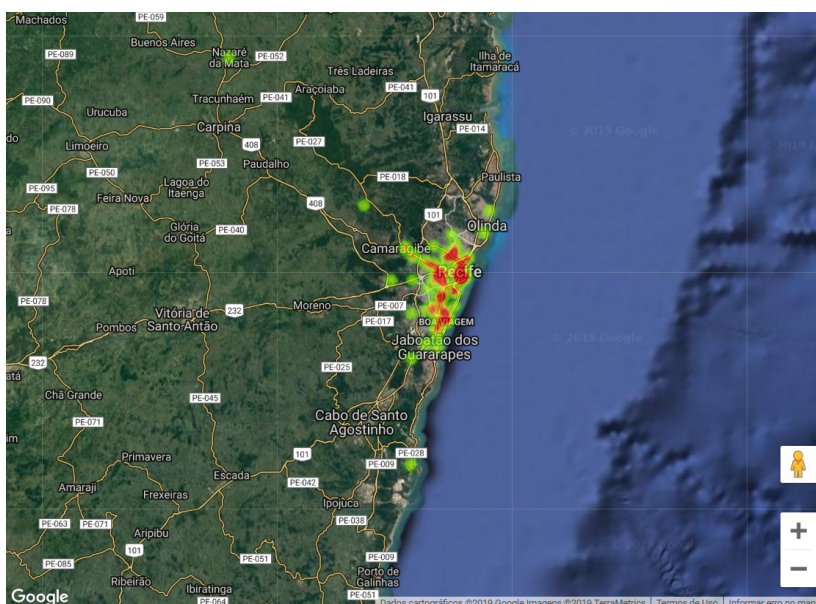 Machados
PE-059
Buenos Aires
PE-089
Nazaré
da Mata
PE-052
Ilha de
Itamaracá
Três Ladeiras
Araçoiaba
PE-041
101
PE-090
Tracunhaém
PE-041
Urucuba
Igarassu
PE-014
© 2019 Google
Carpina
PE-027
Limoeiro
408
PE-053
Paudalho
PE-050
PE-018
Paulista
PE-095
Lagoa do
Itaenga
Feira Nova
PE-078
408
101
Glória
do Goitá
PE-040
Olinda
Camaragibe
Apoti
Recife
PE-078
Moreno
PE-007
232
Vitória de
Santo Antão
PE-017
BOA VIAGEM
Pombos
© 2019 Google
Jaboatão dos
Guararapes
232
PE-025
Chã Grande
PE-045
Cabo de Santo
Agostinho
PE-071
101
PE-028
Primavera
PE-009
Escada
PE-042
Amaraji
Frexeiras
Ipojuca
PE-063
PE-071
PE-038
Aripibu
101
PE-051
PE-009
PE-085
Porto de
Galinhas
Ribeirão
Ibiratinga
PE-051
PE-064
Google
Dados cartográficos ©2019 Google Imagens ©2019 TerraMetrics
Termos de Uso
Informar erro no map